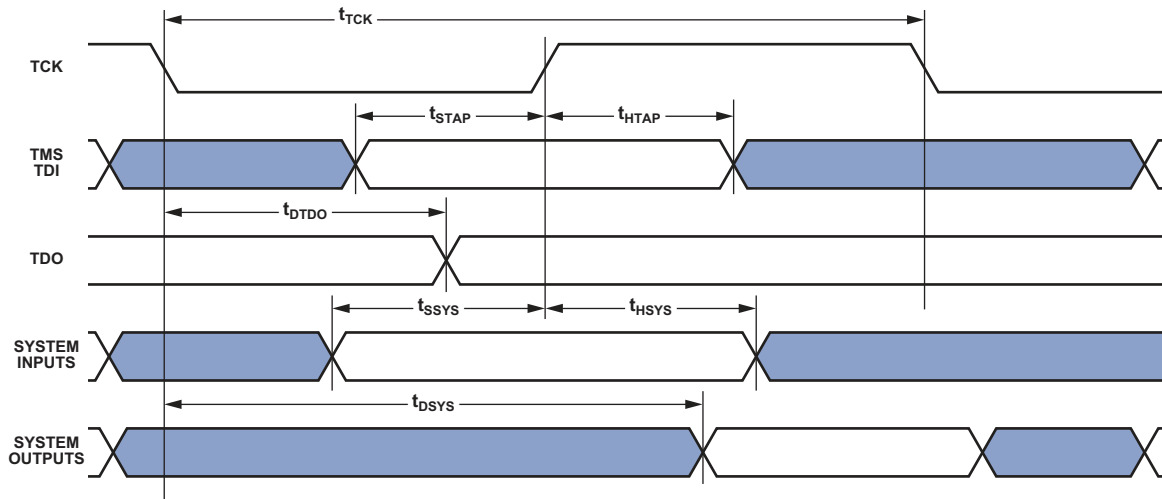 tTCK
TCK
tSTAP
tHTAP
TMS
TDI
tDTDO
TDO
tSSYS
tHSYS
SYSTEM
INPUTS
tDSYS
SYSTEM
OUTPUTS